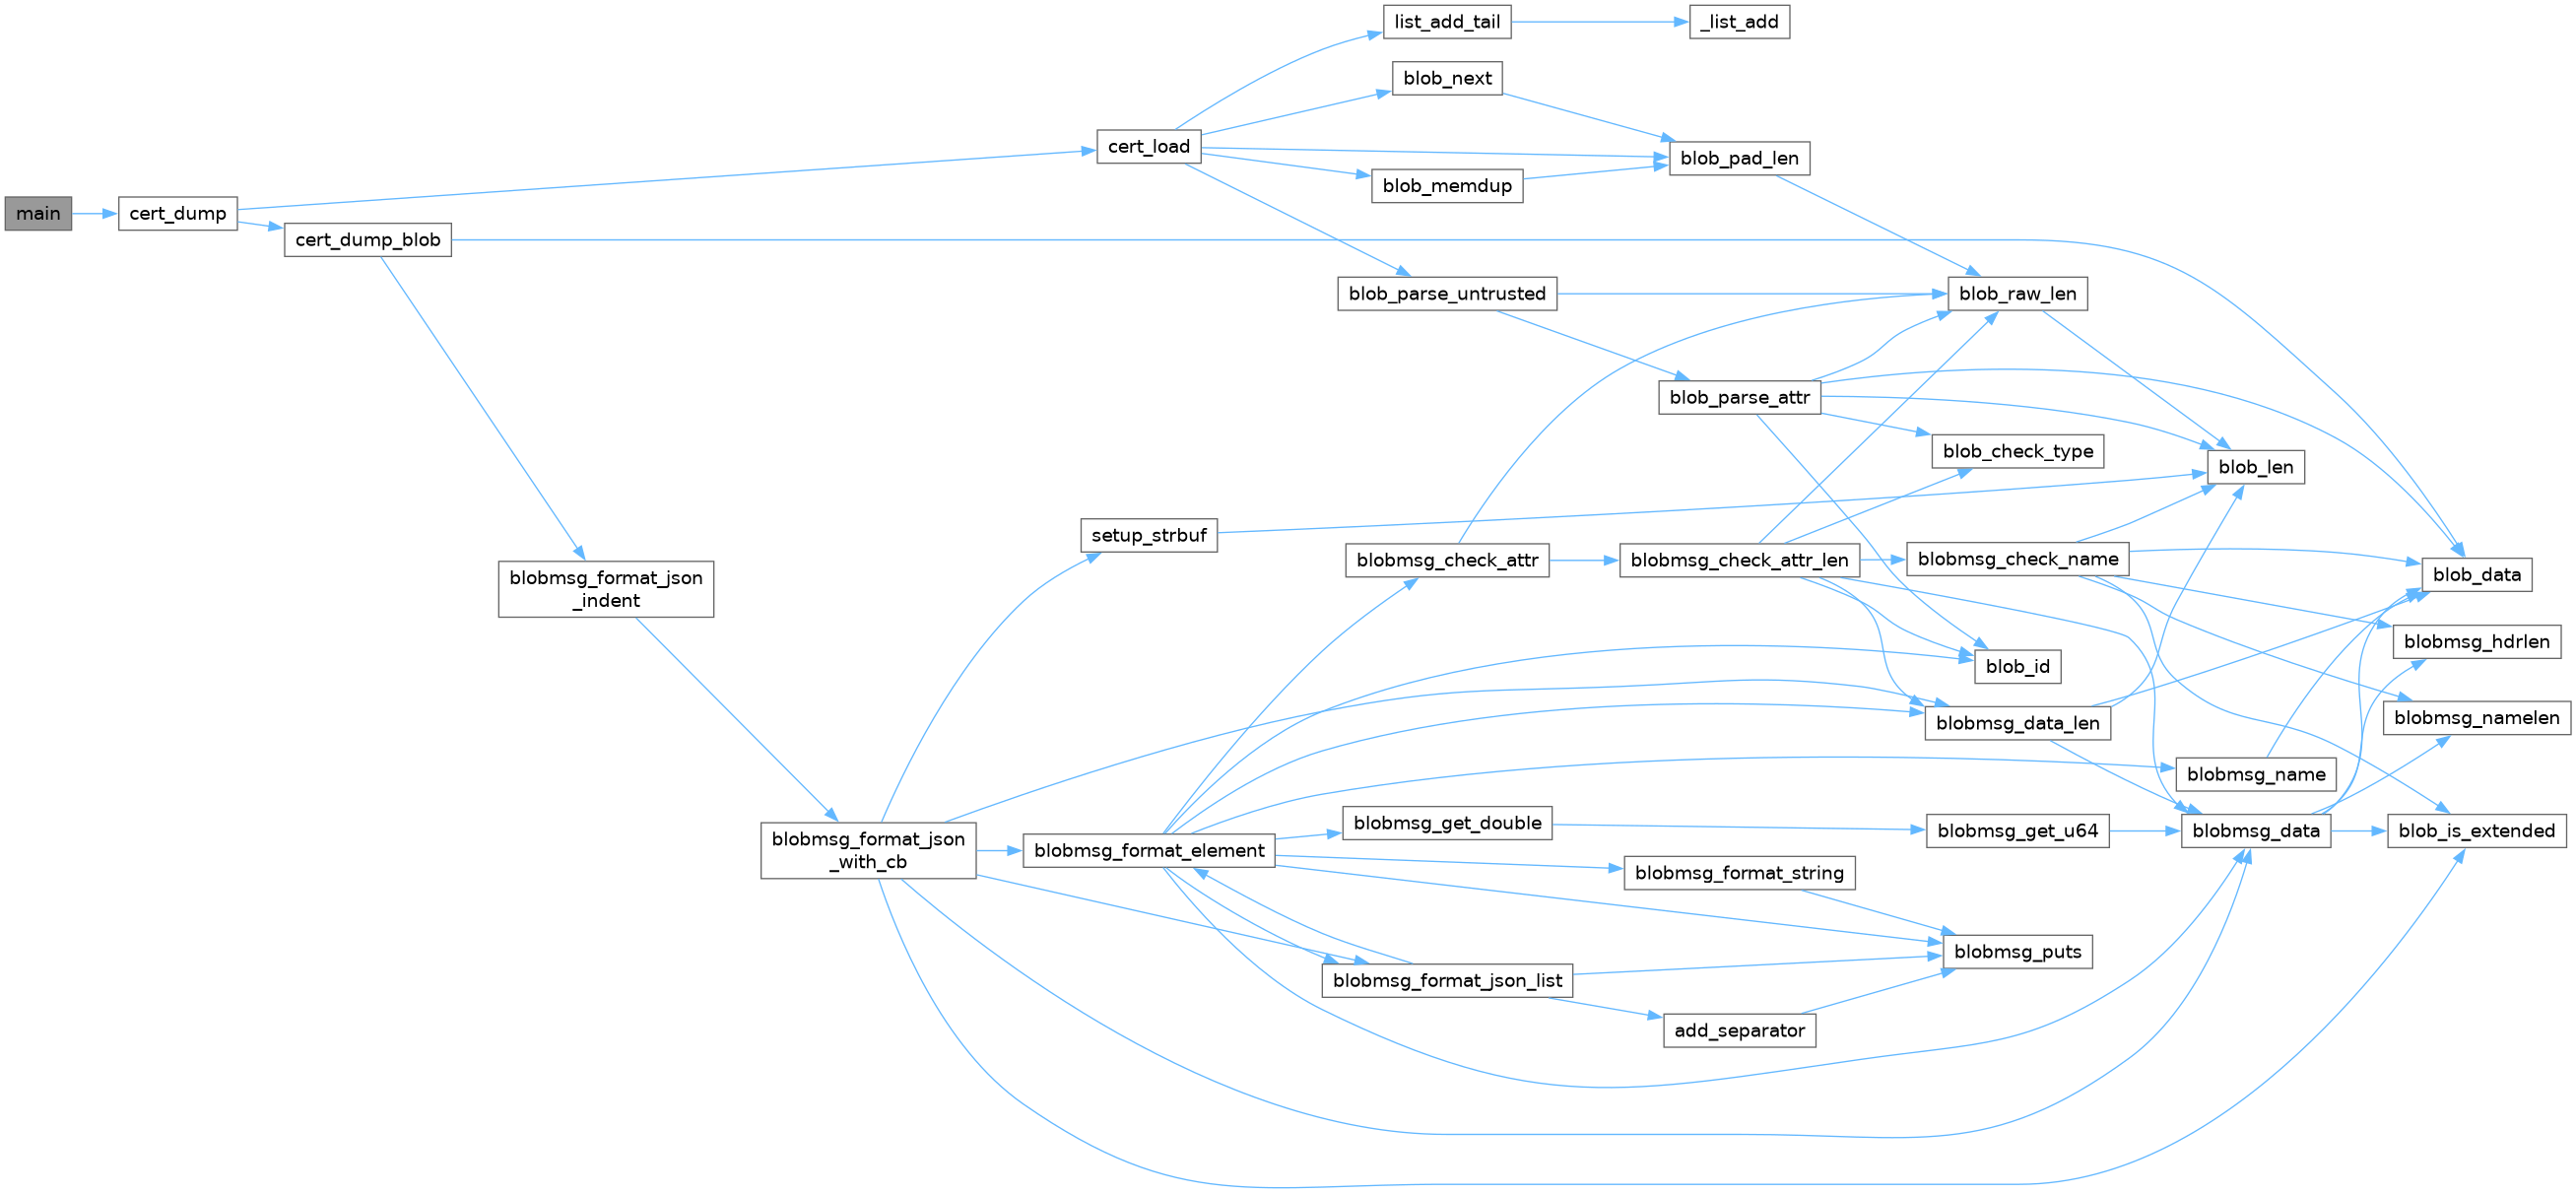 list_add_tail
_list_add
blob_next
cert_load
blob_pad_len
blob_memdup
main
cert_dump
cert_dump_blob
blob_parse_untrusted
blob_raw_len
blob_parse_attr
blob_check_type
blob_len
setup_strbuf
blobmsg_check_attr
blobmsg_check_attr_len
blobmsg_check_name
blob_data
blobmsg_format_json
_indent
blobmsg_hdrlen
blob_id
blobmsg_data_len
blobmsg_namelen
blobmsg_name
blobmsg_get_double
blobmsg_get_u64
blobmsg_data
blob_is_extended
blobmsg_format_json
_with_cb
blobmsg_format_element
blobmsg_format_string
blobmsg_puts
blobmsg_format_json_list
add_separator